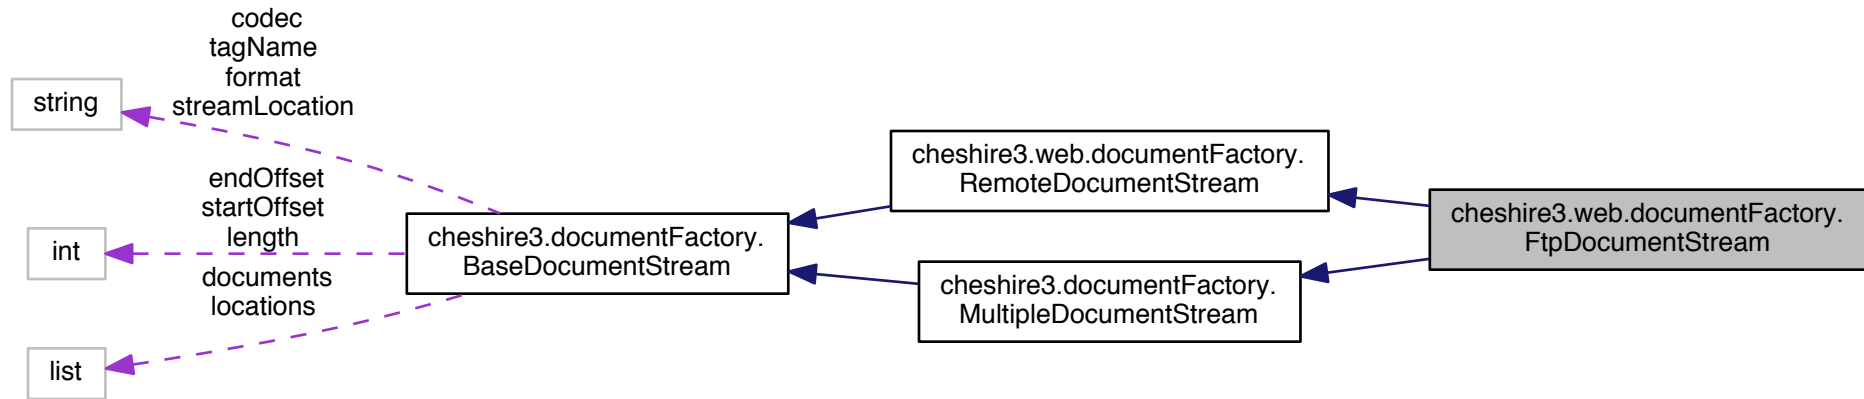 codec
tagName
format
streamLocation
string
endOffset
startOffset
length
int
documents
locations
list
cheshire3.documentFactory.
BaseDocumentStream
cheshire3.web.documentFactory.
RemoteDocumentStream
cheshire3.documentFactory.
MultipleDocumentStream
cheshire3.web.documentFactory.
FtpDocumentStream